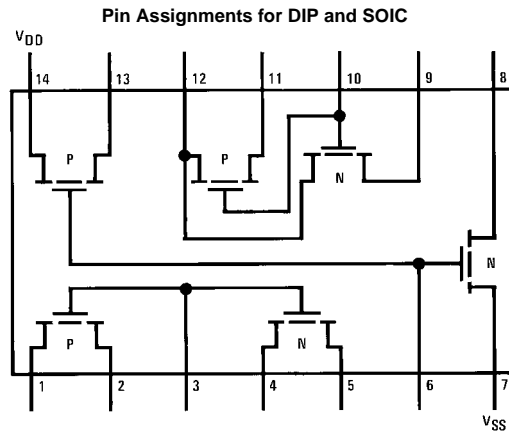 Pin Assignments for DIP and SOIC
VDD
14 13 12 11 10 9 8
P P N
N
P N
1 2 3 4 5 6 7
VSS